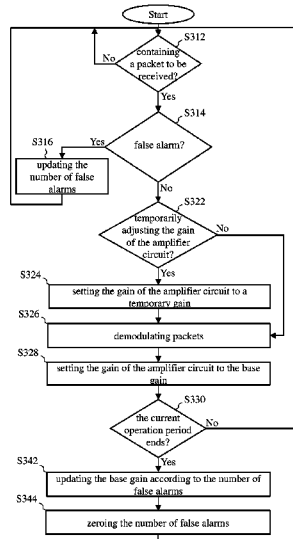 Start
S312
containing
a packet to be
received?
No
Yes
S314
false alarm?
Yes
S316
updating the
number of false
alarms
No
S322
temporarily
adjusting the gain
of the amplifier
circuit?
No
Yes
S324
setting the gain of the amplifier circuit to a
temporary gain
S326
demodulating packets
S328
setting the gain of the amplifier circuit to the base
gain
S330
the current
operation period
ends?
No
Yes
S342
updating the base gain according to the number of
false alarms
S344
zeroing the number of false alarms